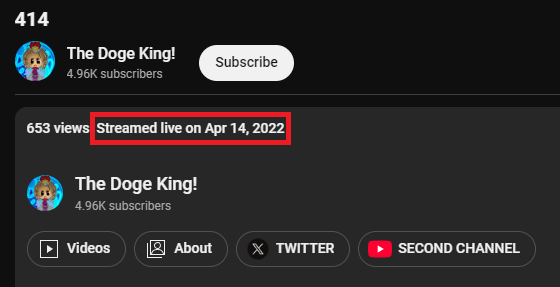 414
The Doge King!
4.96K subscribers
Subscribe
653 views Streamed live on Apr 14, 2022
The Doge King!
4.96K subscribers
Videos
About
TWITTER
SECOND CHANNEL